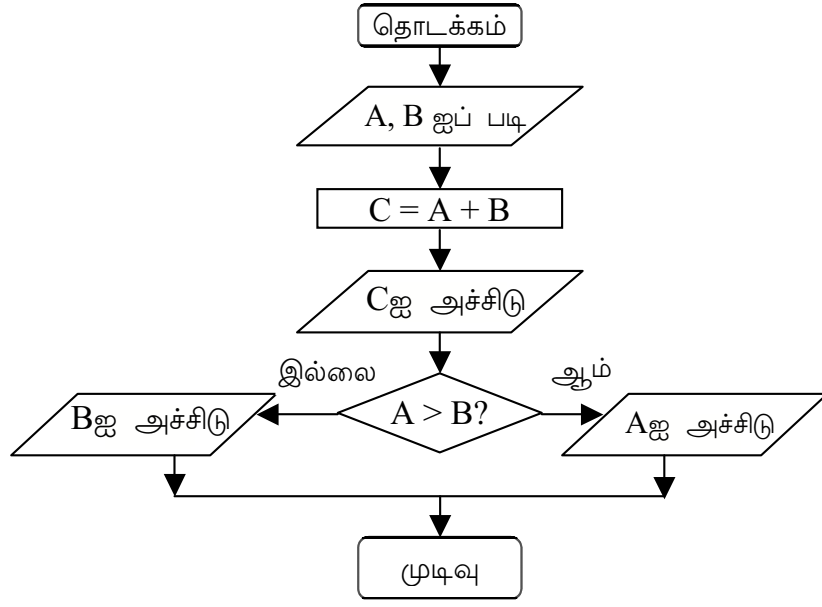 தொடக்கம்
A, B ஐப் படி
C = A + B
Cஐ அச்சிடு
இல்லை
ஆம்
Bஐ அச்சிடு
A > B?
Aஐ அச்சிடு
முடிவு